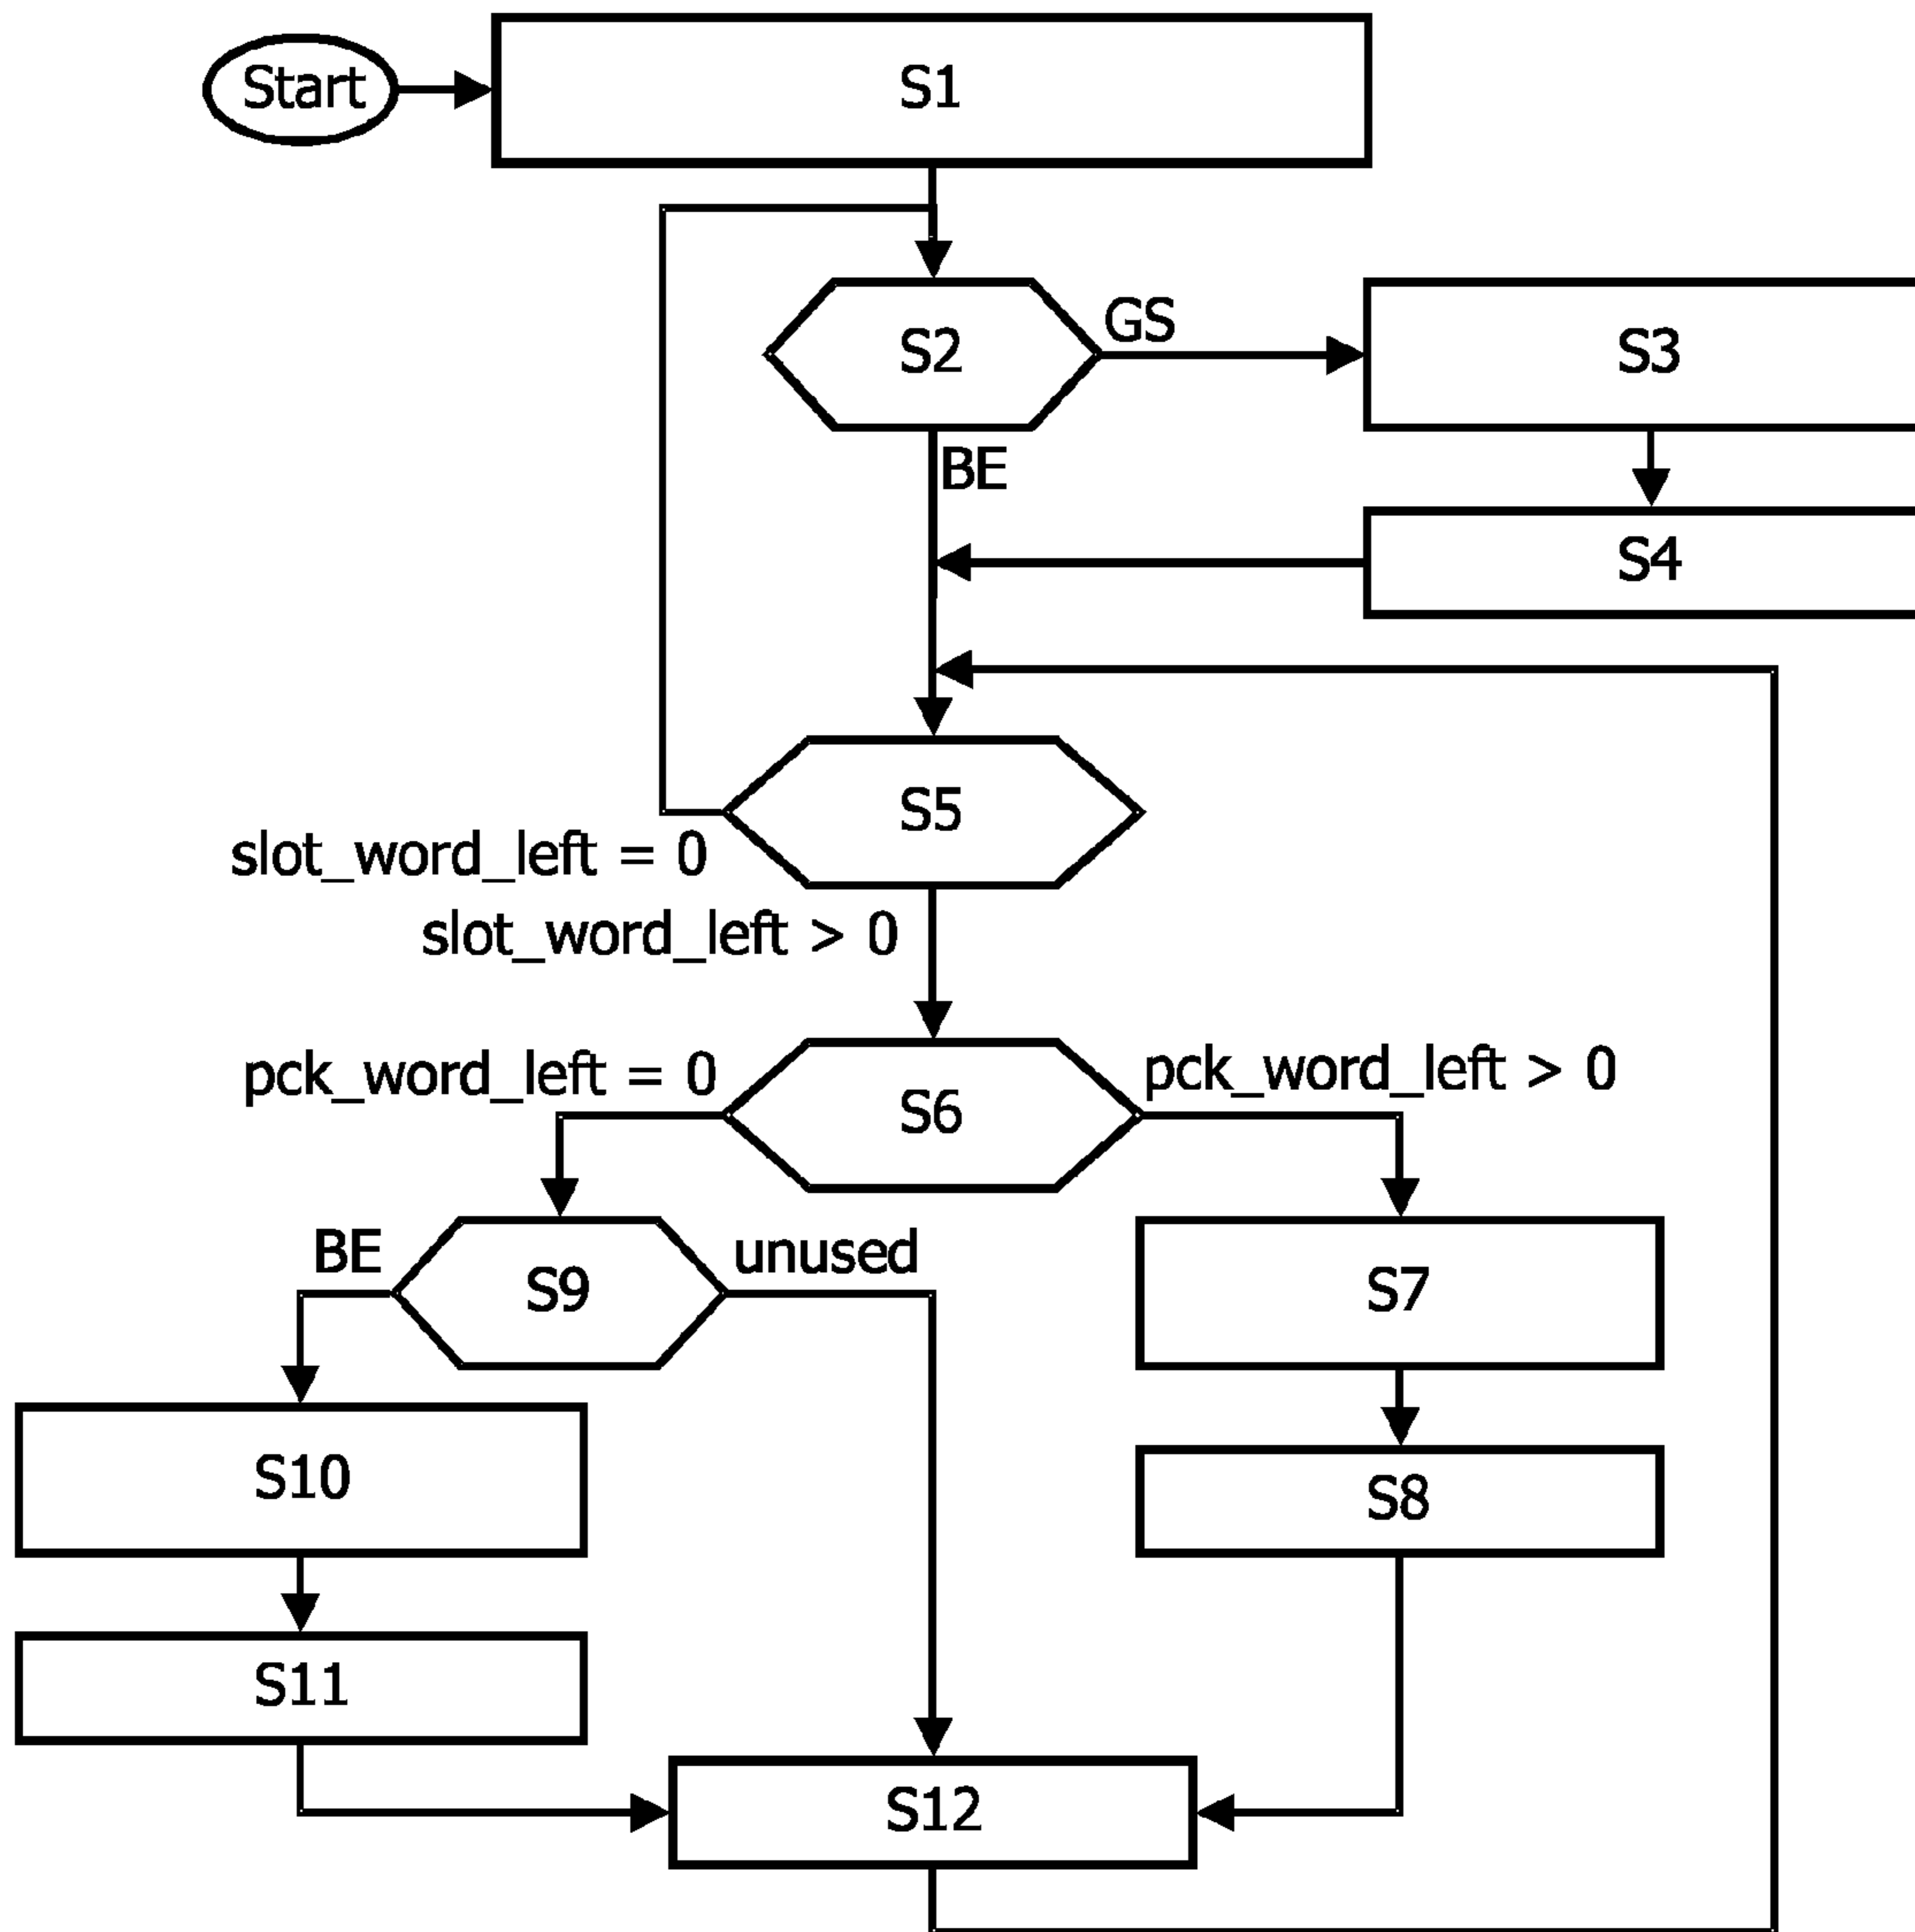 Start
S1
S2
GS
S3
BE
S4
S5
slot_word_left = 0
slot_word_left > 0
pck_word_left = 0
S6
pck_word_left > 0
BE
S9
unused
S7
S10
S8
S11
S12